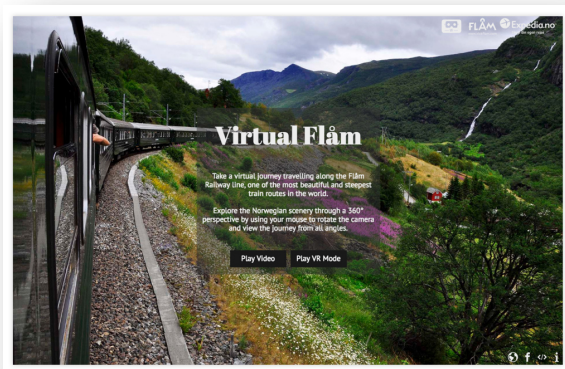 FLÅM Expedia.no
Virtual Flåm
Take a virtual journey travelling along the Flåm
Railway line, one of the most beautiful and steepest
train routes in the world.
Explore the Norwegian scenery through a 360°
perspective by using your mouse to rotate the camera
and view the journey from all angles.
Play Video Play VR Mode